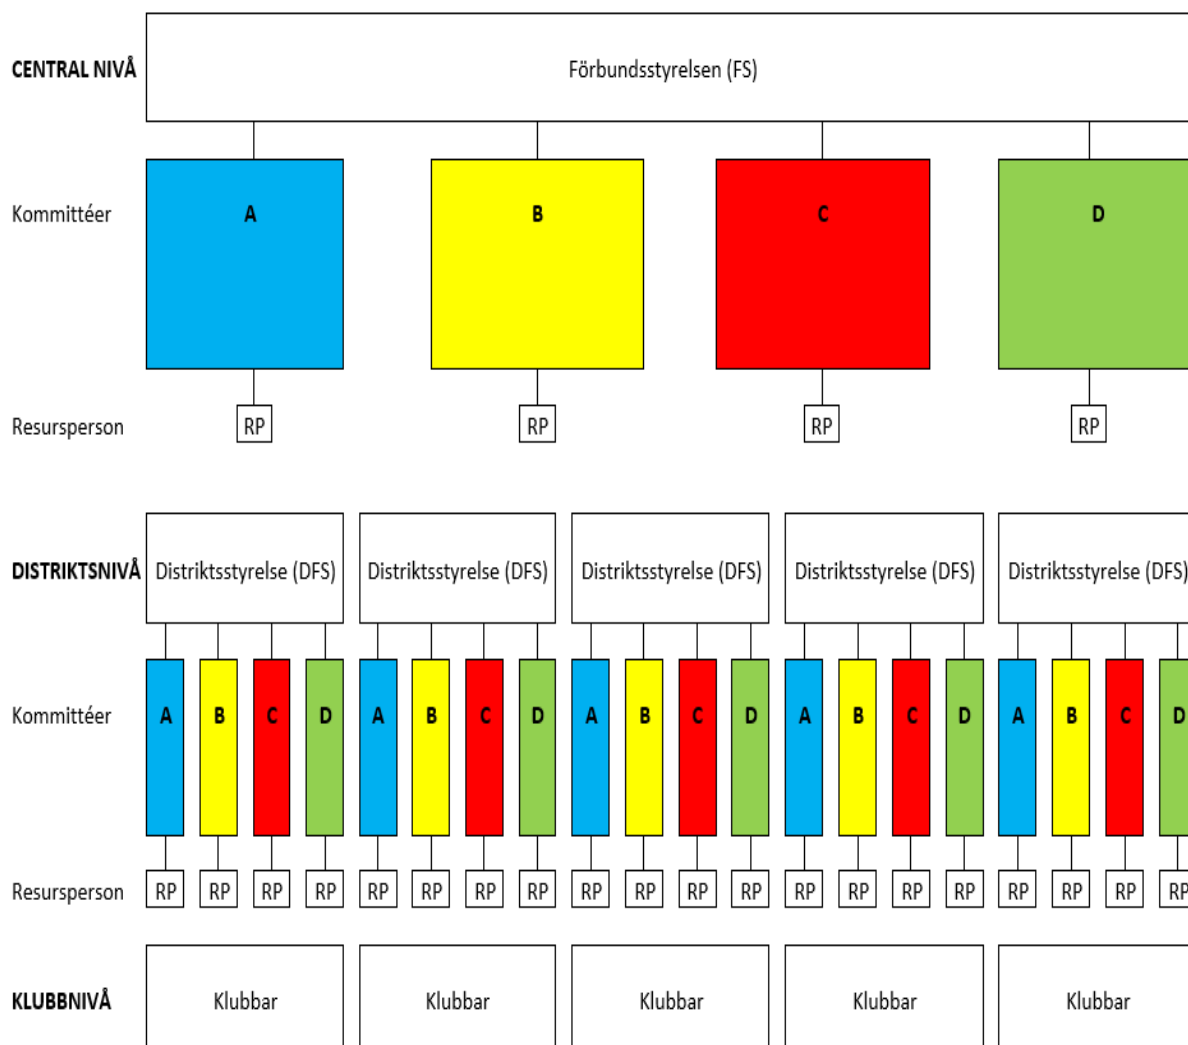 CENTRAL NIVÅ
Förbundsstyrelsen (FS)
Kommittéer
A B C D
Resursperson
RP RP RP RP
DISTRIKTSNIVÅ
Distriktsstyrelse (DFS) Distriktsstyrelse (DFS) Distriktsstyrelse (DFS) Distriktsstyrelse (DFS) Distriktsstyrelse (DFS)
Kommittéer
A B C D A B C D A B C D A B C D A B C D
Resursperson
RP RP RP RP RP RP RP RP RP RP RP RP RP RP RP RP RP RP RP RP
KLUBBNIVÅ
Klubbar Klubbar Klubbar Klubbar Klubbar